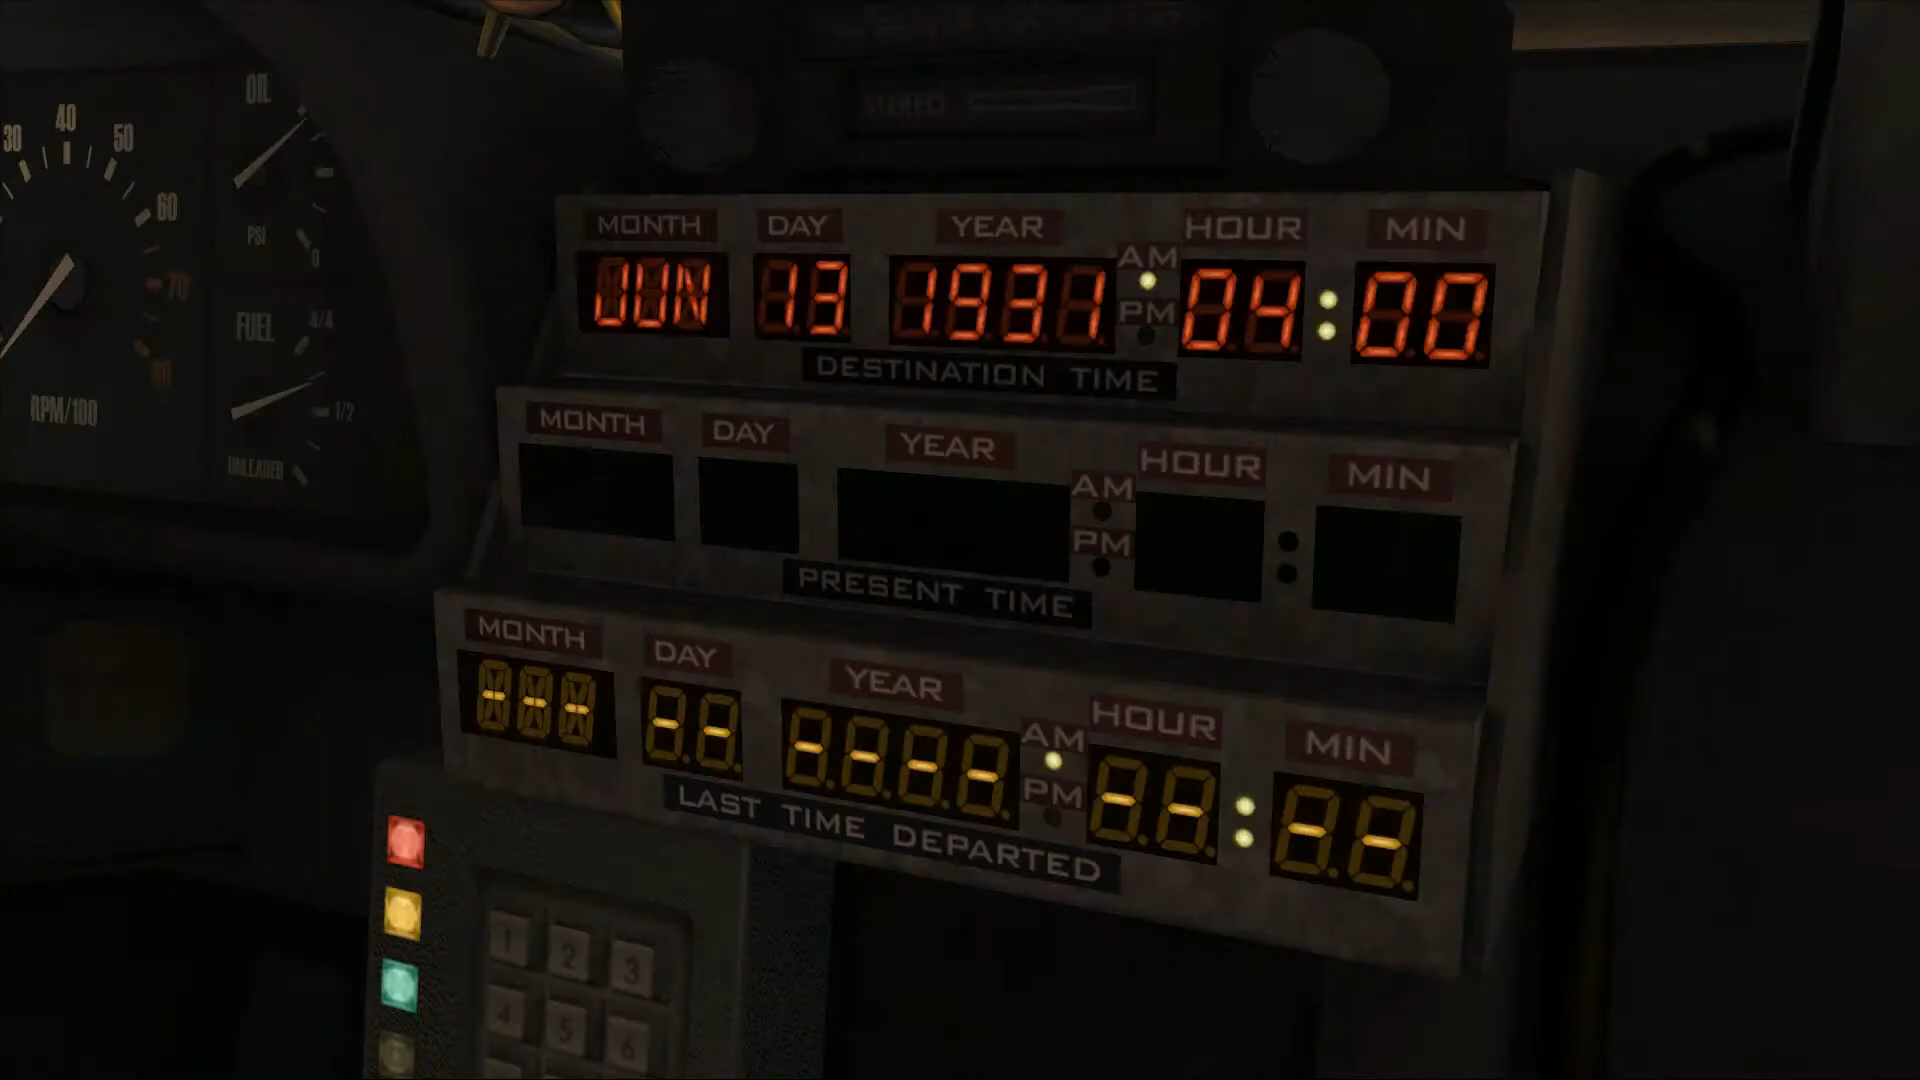 OIL
30 40 50 60 70 80
PSI
0
FUEL
4/4
1/2
RPM/100
UNLEADED
STEREO
MONTH DAY YEAR AM PM HOUR MIN
JUN 13 1931 04:00
DESTINATION TIME
MONTH DAY YEAR AM PM HOUR MIN
PRESENT TIME
MONTH DAY YEAR AM PM HOUR MIN
--- -- ---- --:--
LAST TIME DEPARTED
1 2 3
4 5 6